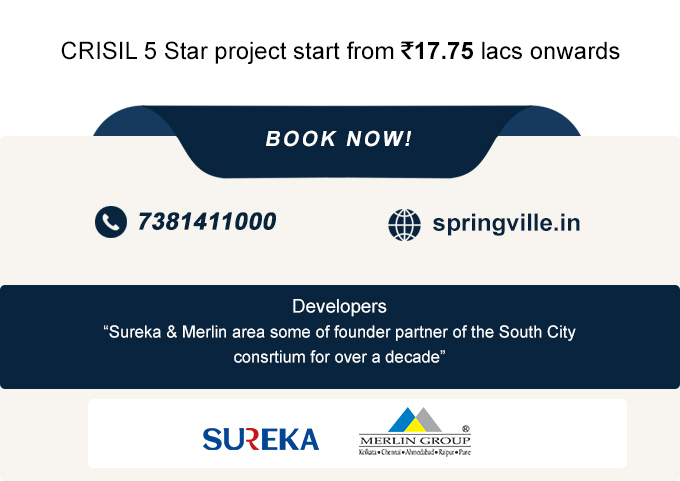 CRISIL 5 Star project start from ₹17.75 lacs onwards
BOOK NOW!
7381411000
springville.in
Developers
“Sureka & Merlin area some of founder partner of the South City
consrtium for over a decade”
SUREKA
MERLIN GROUP®
Kolkata • Chennai • Ahmedabad • Raipur • Pune